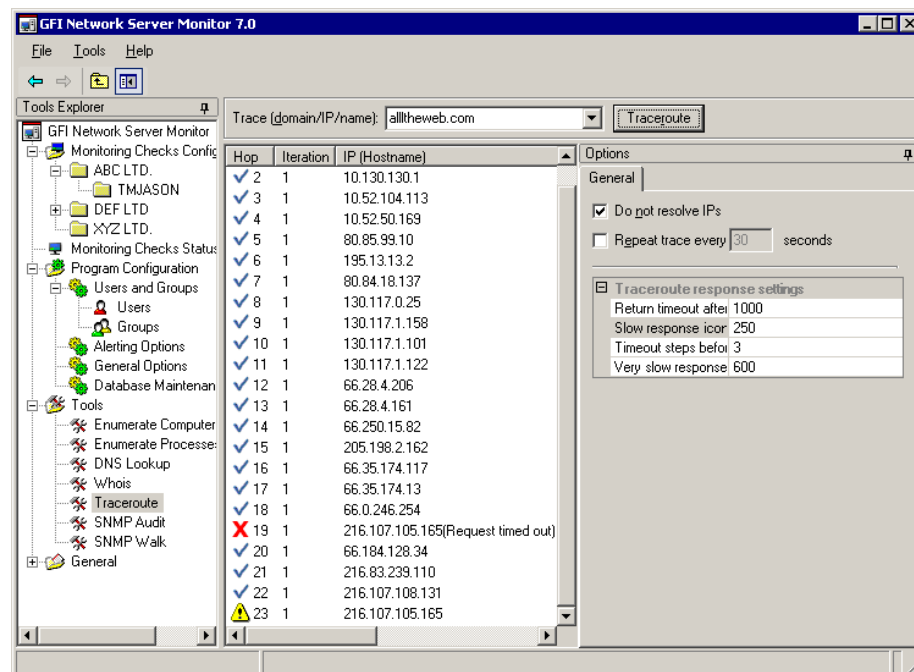 GFI Network Server Monitor 7.0
File Tools Help
Tools Explorer
GFI Network Server Monitor
Monitoring Checks Config
ABC LTD.
TMJASON
DEF LTD
XYZ LTD.
Monitoring Checks Status
Program Configuration
Users and Groups
Users
Groups
Alerting Options
General Options
Database Maintenan
Tools
Enumerate Computer
Enumerate Processes
DNS Lookup
Whois
Traceroute
SNMP Audit
SNMP Walk
General
Trace (domain/IP/name): allltheweb.com Traceroute
Hop Iteration IP (Hostname)
2 1 10.130.130.1
3 1 10.52.104.113
4 1 10.52.50.169
5 1 80.85.99.10
6 1 195.13.13.2
7 1 80.84.18.137
8 1 130.117.0.25
9 1 130.117.1.158
10 1 130.117.1.101
11 1 130.117.1.122
12 1 66.28.4.206
13 1 66.28.4.161
14 1 66.250.15.82
15 1 205.198.2.162
16 1 66.35.174.117
17 1 66.35.174.13
18 1 66.0.246.254
19 1 216.107.105.165(Request timed out)
20 1 66.184.128.34
21 1 216.83.239.110
22 1 216.107.108.131
23 1 216.107.105.165
Options
General
Do not resolve IPs
Repeat trace every 30 seconds
Traceroute response settings
Return timeout after 1000
Slow response icor 250
Timeout steps befor 3
Very slow response 600